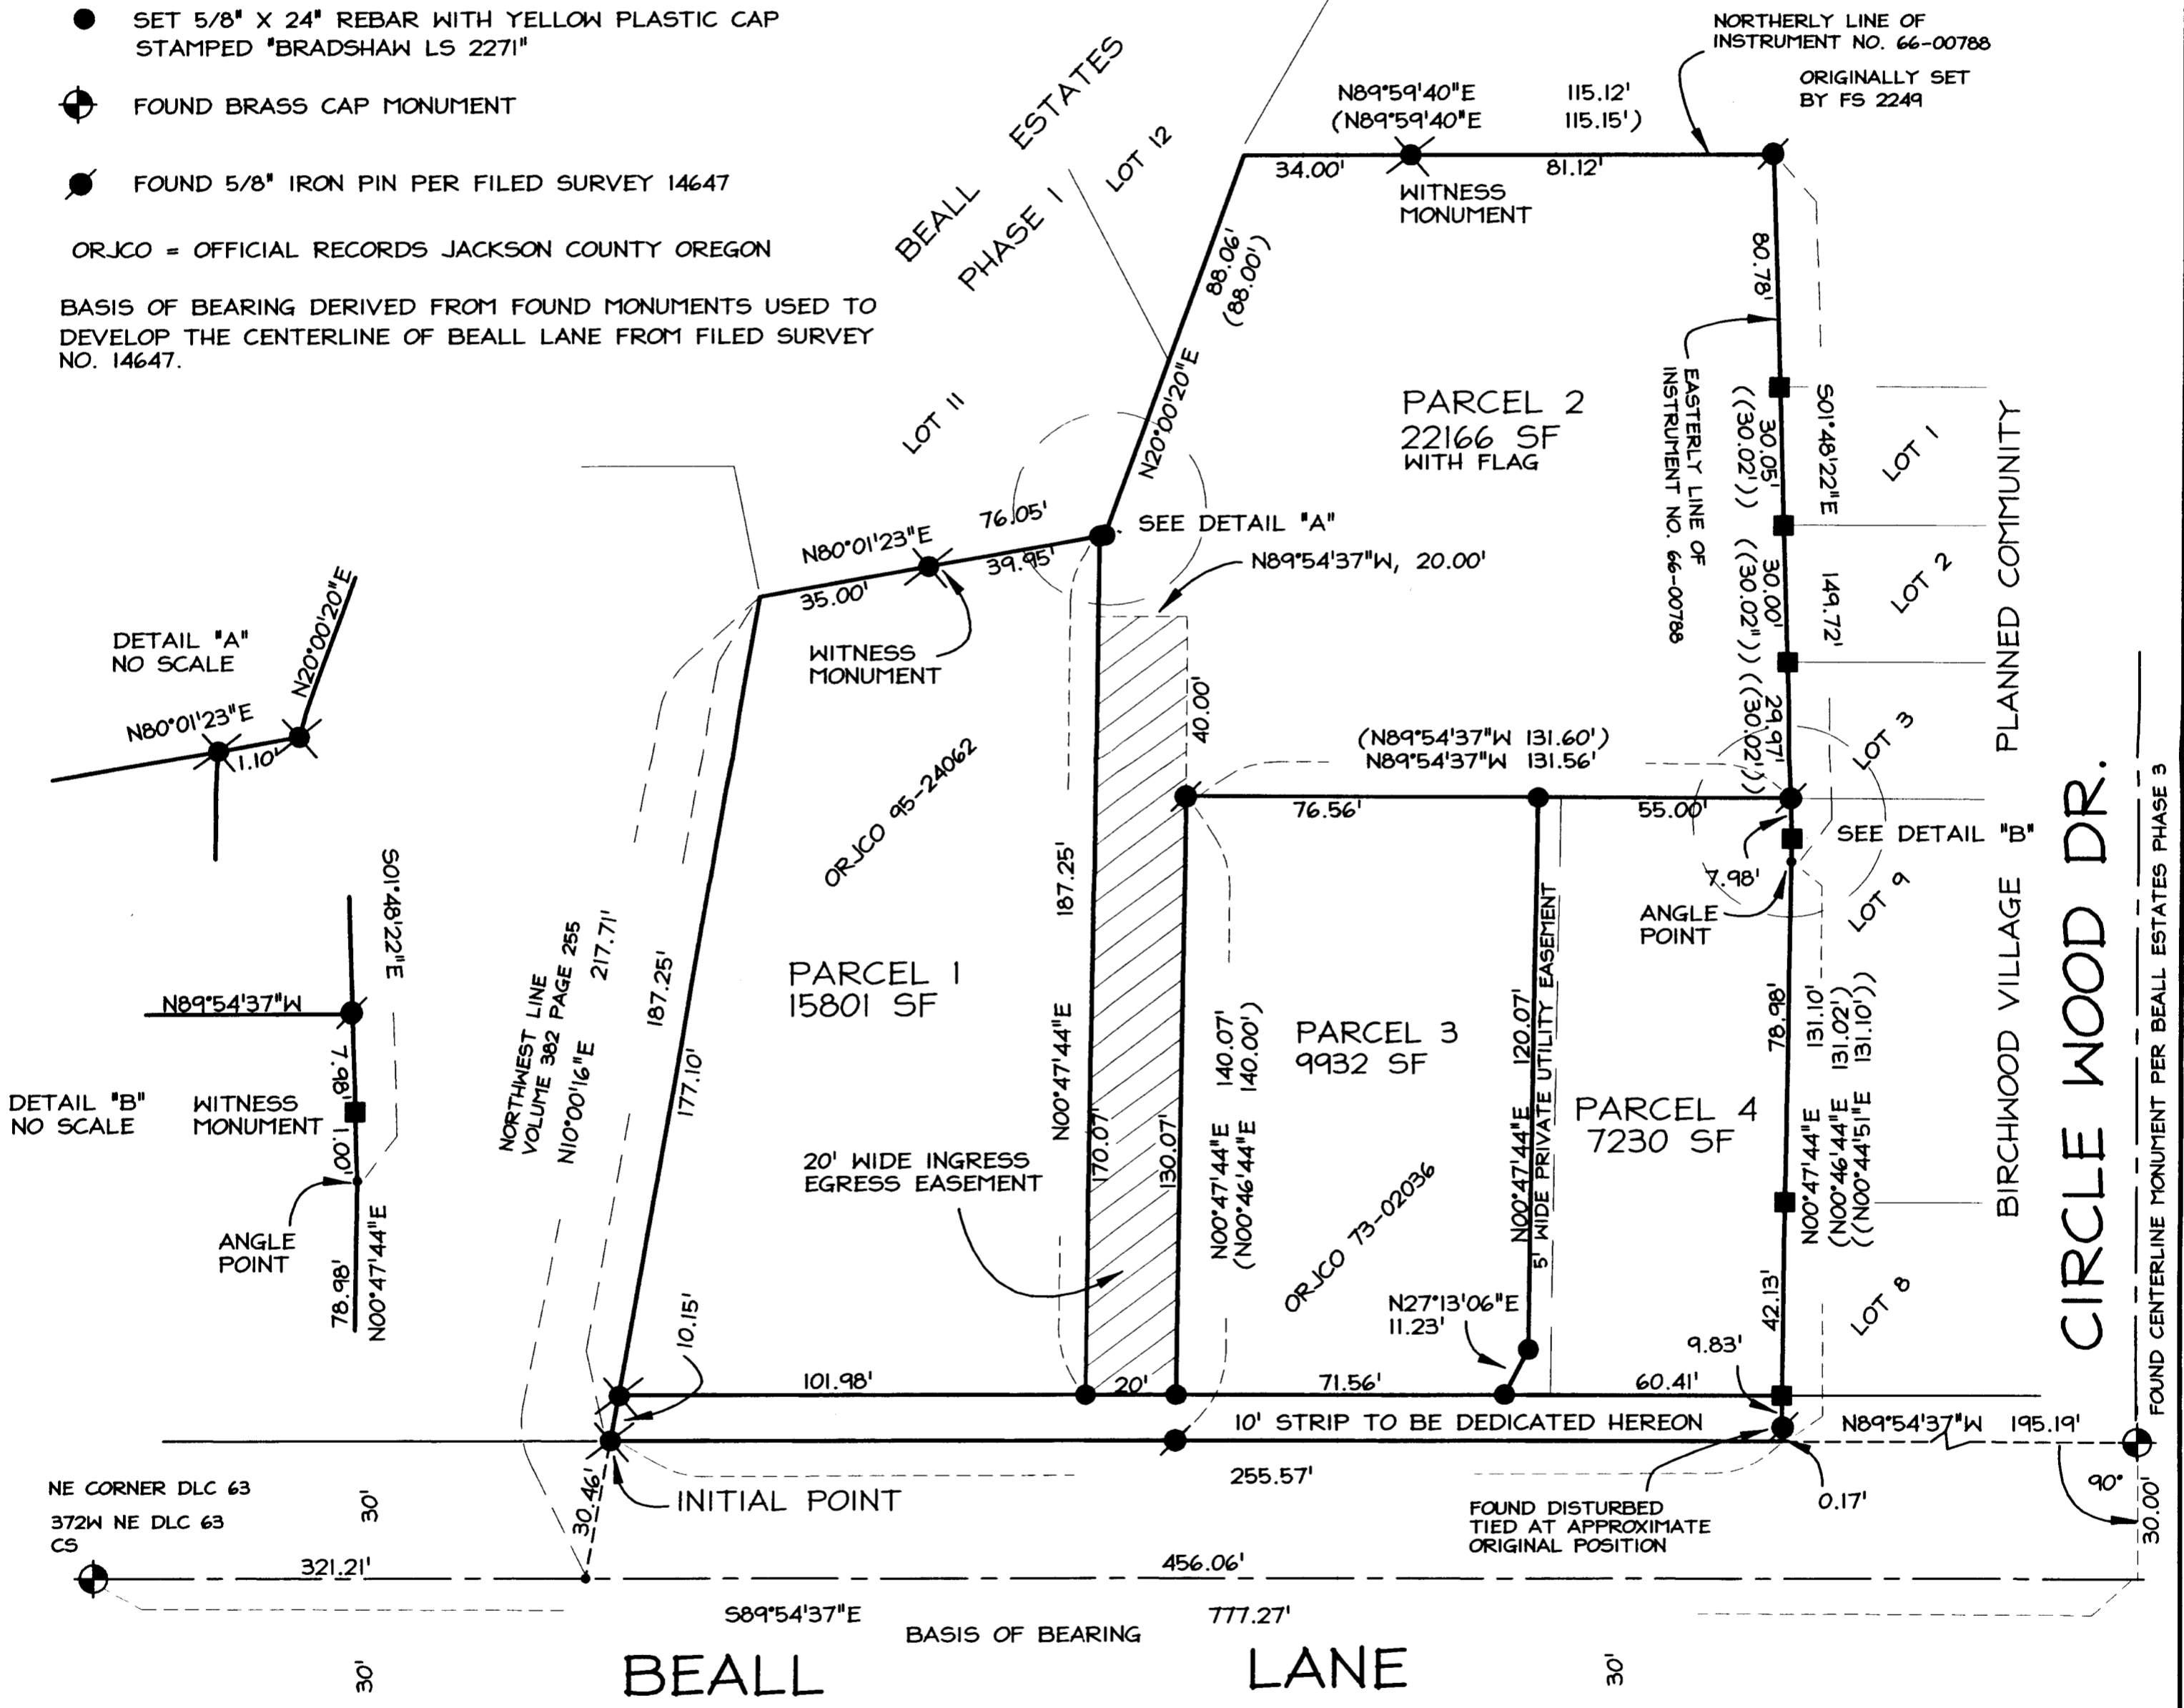 SET 5/8" X 24" REBAR WITH YELLOW PLASTIC CAP
STAMPED "BRADSHAW LS 2271"
FOUND BRASS CAP MONUMENT
FOUND 5/8" IRON PIN PER FILED SURVEY 14647
ORJCO = OFFICIAL RECORDS JACKSON COUNTY OREGON
BASIS OF BEARING DERIVED FROM FOUND MONUMENTS USED TO
DEVELOP THE CENTERLINE OF BEALL LANE FROM FILED SURVEY
NO. 14647.
BEALL ESTATES
PHASE I
LOT 12
LOT 11
NORTHERLY LINE OF
INSTRUMENT NO. 66-00788
ORIGINALLY SET
BY FS 2249
N89°59'40"E 115.12'
(N89°59'40"E 115.15')
34.00'
81.12'
WITNESS
MONUMENT
88.06'
(88.00')
N20°00'20"E
80.78'
EASTERLY LINE OF
INSTRUMENT NO. 66-00788
PARCEL 2
22166 SF
WITH FLAG
30.05'
((30.02'))
30.00'
((30.02"))
29.97'
((30.02'))
S01°48'22"E 149.72'
LOT 1
LOT 2
LOT 3
LOT 9
LOT 8
BIRCHWOOD VILLAGE PLANNED COMMUNITY
SEE DETAIL "A"
N89°54'37"W, 20.00'
N80°01'23"E
76.05'
39.95'
35.00'
WITNESS
MONUMENT
40.00'
(N89°54'37"W 131.60')
N89°54'37"W 131.56'
76.56'
55.00'
SEE DETAIL "B"
7.98'
ANGLE
POINT
DETAIL "A"
NO SCALE
N20°00'20"E
N80°01'23"E
1.10'
S01°48'22"E
N89°54'37"W
7.98'
DETAIL "B"
NO SCALE
WITNESS
MONUMENT
1.00'
ANGLE
POINT
78.98'
N00°47'44"E
NORTHWEST LINE
VOLUME 382 PAGE 255
N10°00'16"E 217.71'
187.25'
177.10'
ORJCO 95-24062
PARCEL 1
15801 SF
187.25'
N00°47'44"E
170.07'
130.07'
20' WIDE INGRESS
EGRESS EASEMENT
N00°47'44"E 140.07'
(N00°46'44"E 140.00')
PARCEL 3
9932 SF
ORJCO 73-02036
N00°47'44"E 120.07'
5' WIDE PRIVATE UTILITY EASEMENT
PARCEL 4
7230 SF
78.98'
N00°47'44"E 131.10'
(N00°46'44"E 131.02')
((N00°44'51"E 131.10'))
42.13'
N27°13'06"E
11.23'
9.83'
10.15'
101.98'
20'
71.56'
60.41'
10' STRIP TO BE DEDICATED HEREON
N89°54'37"W 195.19'
255.57'
INITIAL POINT
30.46'
FOUND DISTURBED
TIED AT APPROXIMATE
ORIGINAL POSITION
0.17'
90°
30.00'
CIRCLE WOOD DR.
FOUND CENTERLINE MONUMENT PER BEALL ESTATES PHASE 3
NE CORNER DLC 63
372W NE DLC 63
CS
30'
321.21'
456.06'
S89°54'37"E 777.27'
BASIS OF BEARING
30'
BEALL LANE
30'